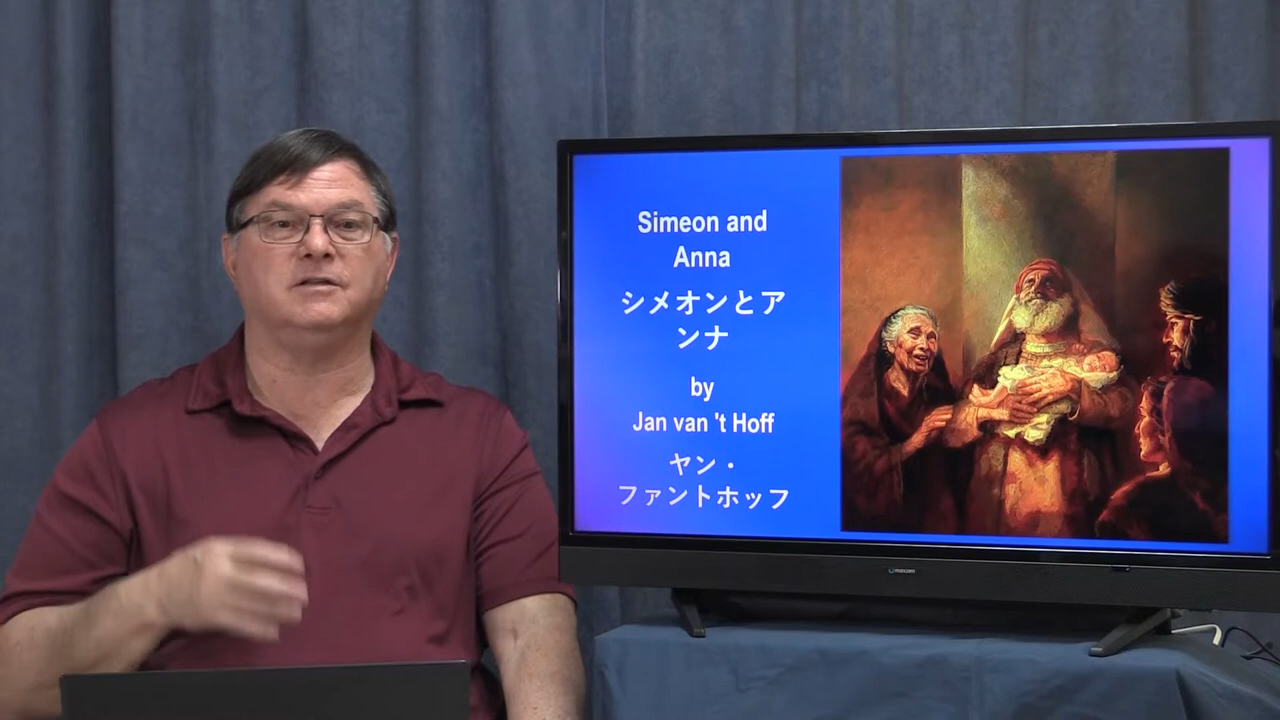 Simeon and
Anna
シメオンとア
ンナ
by
Jan van 't Hoff
ヤン・
ファントホッフ